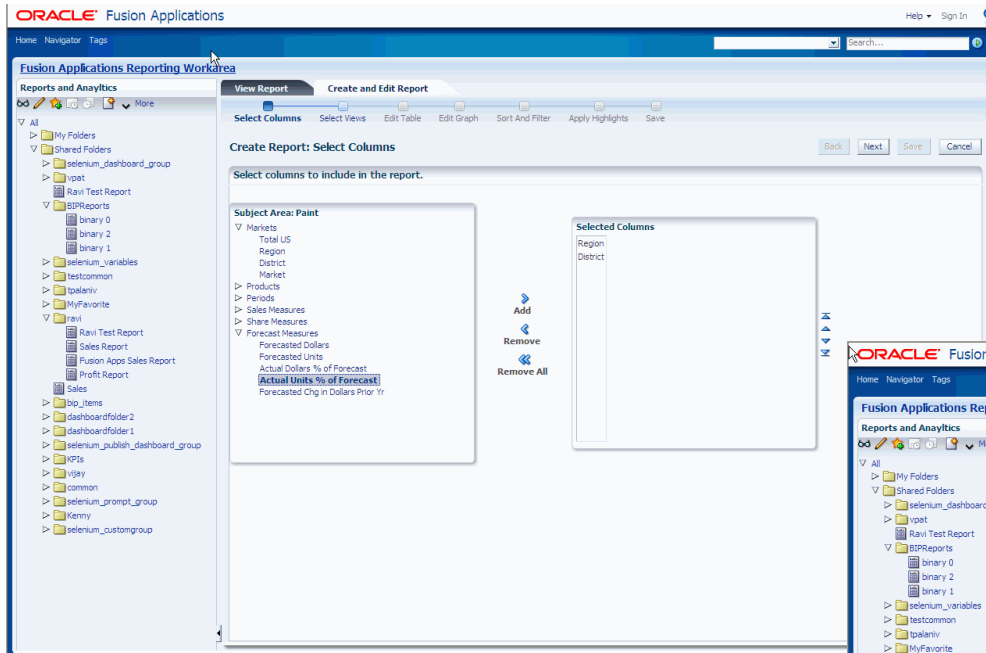 ORACLE Fusion Applications
Help Sign In
Home Navigator Tags
Search...
Fusion Applications Reporting Workarea
Reports and Anayltics
More
All
My Folders
Shared Folders
selenium_dashboard_group
vpat
Ravi Test Report
BIPReports
binary 0
binary 2
binary 1
selenium_variables
testcommon
tpalaniv
MyFavorite
ravi
Ravi Test Report
Sales Report
Fusion Apps Sales Report
Profit Report
Sales
bip_items
dashboardfolder2
dashboardfolder1
selenium_publish_dashboard_group
KPIs
vijay
common
selenium_prompt_group
Kenny
selenium_customgroup
View Report Create and Edit Report
Select Columns Select Views Edit Table Edit Graph Sort And Filter Apply Highlights Save
Create Report: Select Columns
Back Next Save Cancel
Select columns to include in the report.
Subject Area: Paint
Markets
Total US
Region
District
Market
Products
Periods
Sales Measures
Share Measures
Forecast Measures
Forecasted Dollars
Forecasted Units
Actual Dollars % of Forecast
Actual Units % of Forecast
Forecasted Chg in Dollars Prior Yr
Add
Remove
Remove All
Selected Columns
Region
District
ORACLE Fusion
Home Navigator Tags
Fusion Applications Rep
Reports and Anayltics
M
All
My Folders
Shared Folders
selenium_dashboard
vpat
Ravi Test Report
BIPReports
binary 0
binary 2
binary 1
selenium_variables
testcommon
tpalaniv
MyFavorite